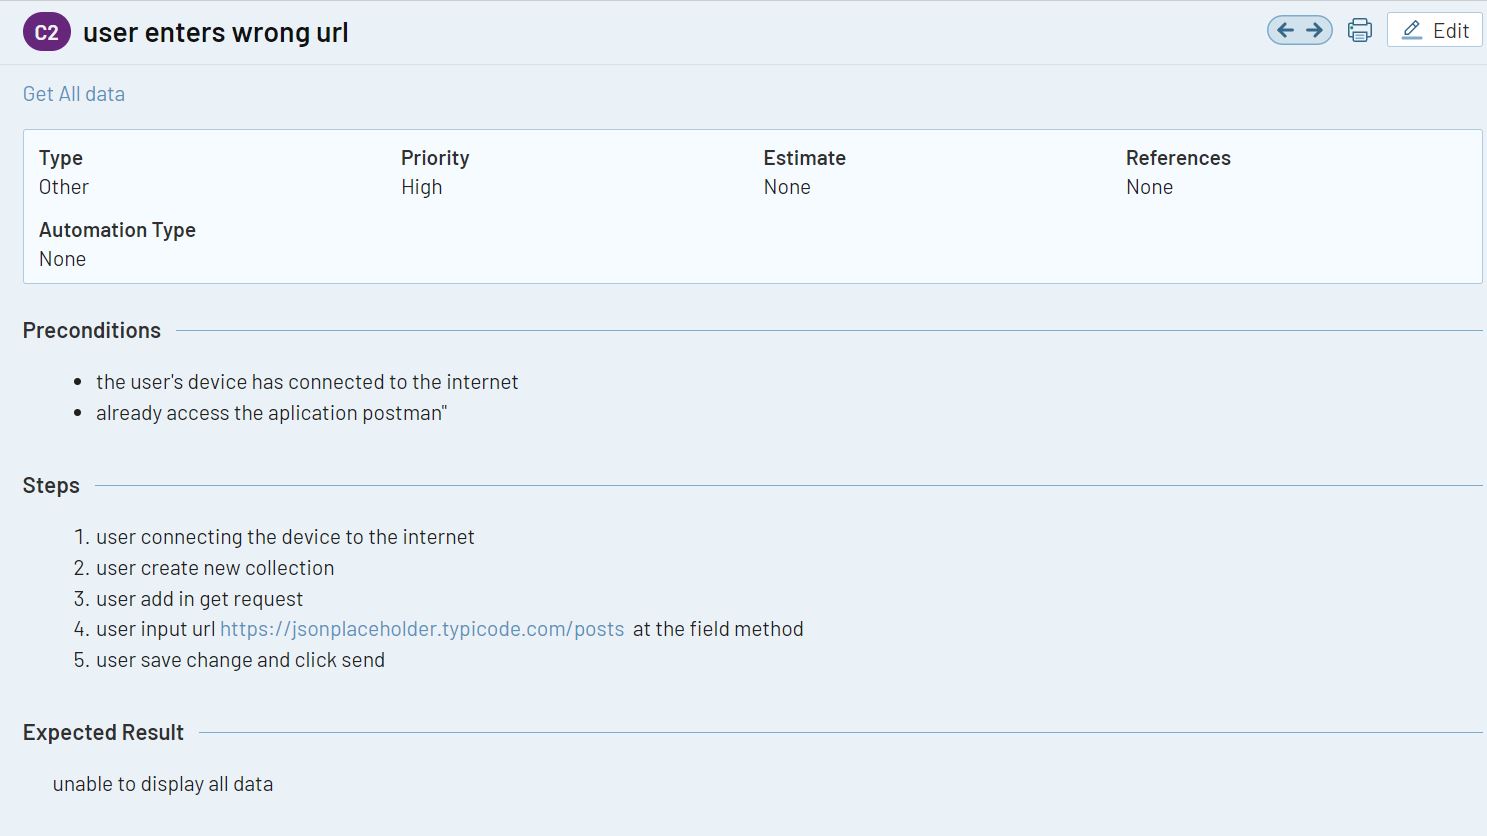 C2 user enters wrong url
Edit
Get All data
Type Priority Estimate References
Other High None None
Automation Type
None
Preconditions
• the user's device has connected to the internet
• already access the aplication postman"
Steps
1. user connecting the device to the internet
2. user create new collection
3. user add in get request
4. user input url https://jsonplaceholder.typicode.com/posts at the field method
5. user save change and click send
Expected Result
unable to display all data